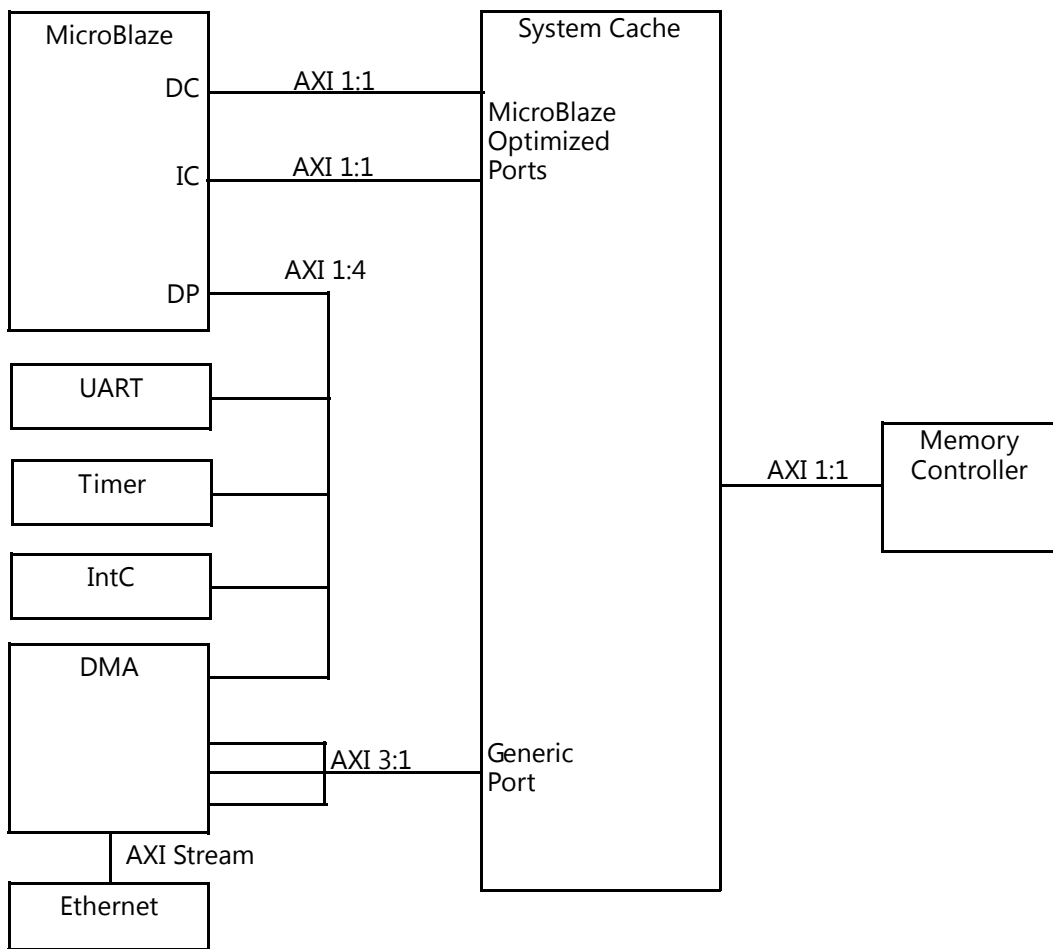 MicroBlaze
System Cache
DC
AXI 1:1
MicroBlaze
Optimized
Ports
IC
AXI 1:1
AXI 1:4
DP
UART
Timer
IntC
DMA
AXI 3:1
Generic
Port
AXI Stream
Ethernet
AXI 1:1
Memory
Controller